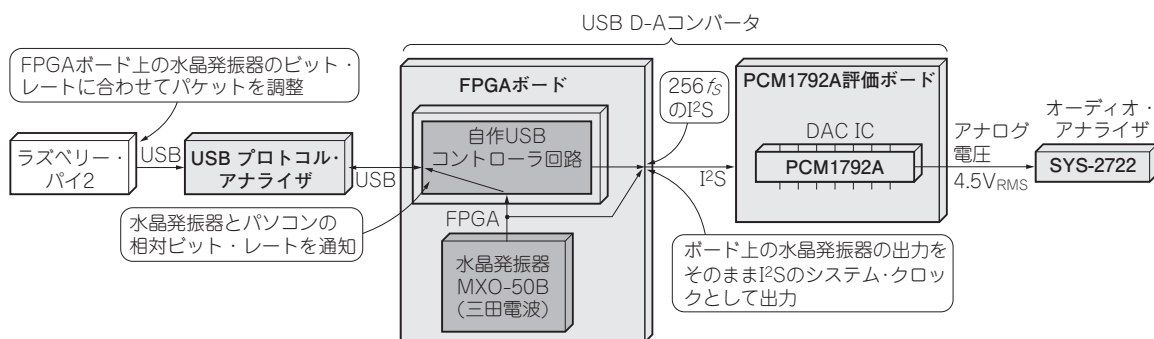 USB D-Aコンバータ
FPGAボード上の水晶発振器のビット・
レートに合わせてパケットを調整
ラズベリー・
パイ2
USB
USB プロトコル・
アナライザ
USB
水晶発振器とパソコンの
相対ビット・レートを通知
FPGAボード
自作USB
コントローラ回路
FPGA
水晶発振器
MXO-50B
(三田電波)
256fs
のI²S
I²S
ボード上の水晶発振器の出力を
そのままI²Sのシステム・クロッ
クとして出力
PCM1792A評価ボード
DAC IC
PCM1792A
アナログ
電圧
4.5VRMS
オーディオ・
アナライザ
SYS-2722